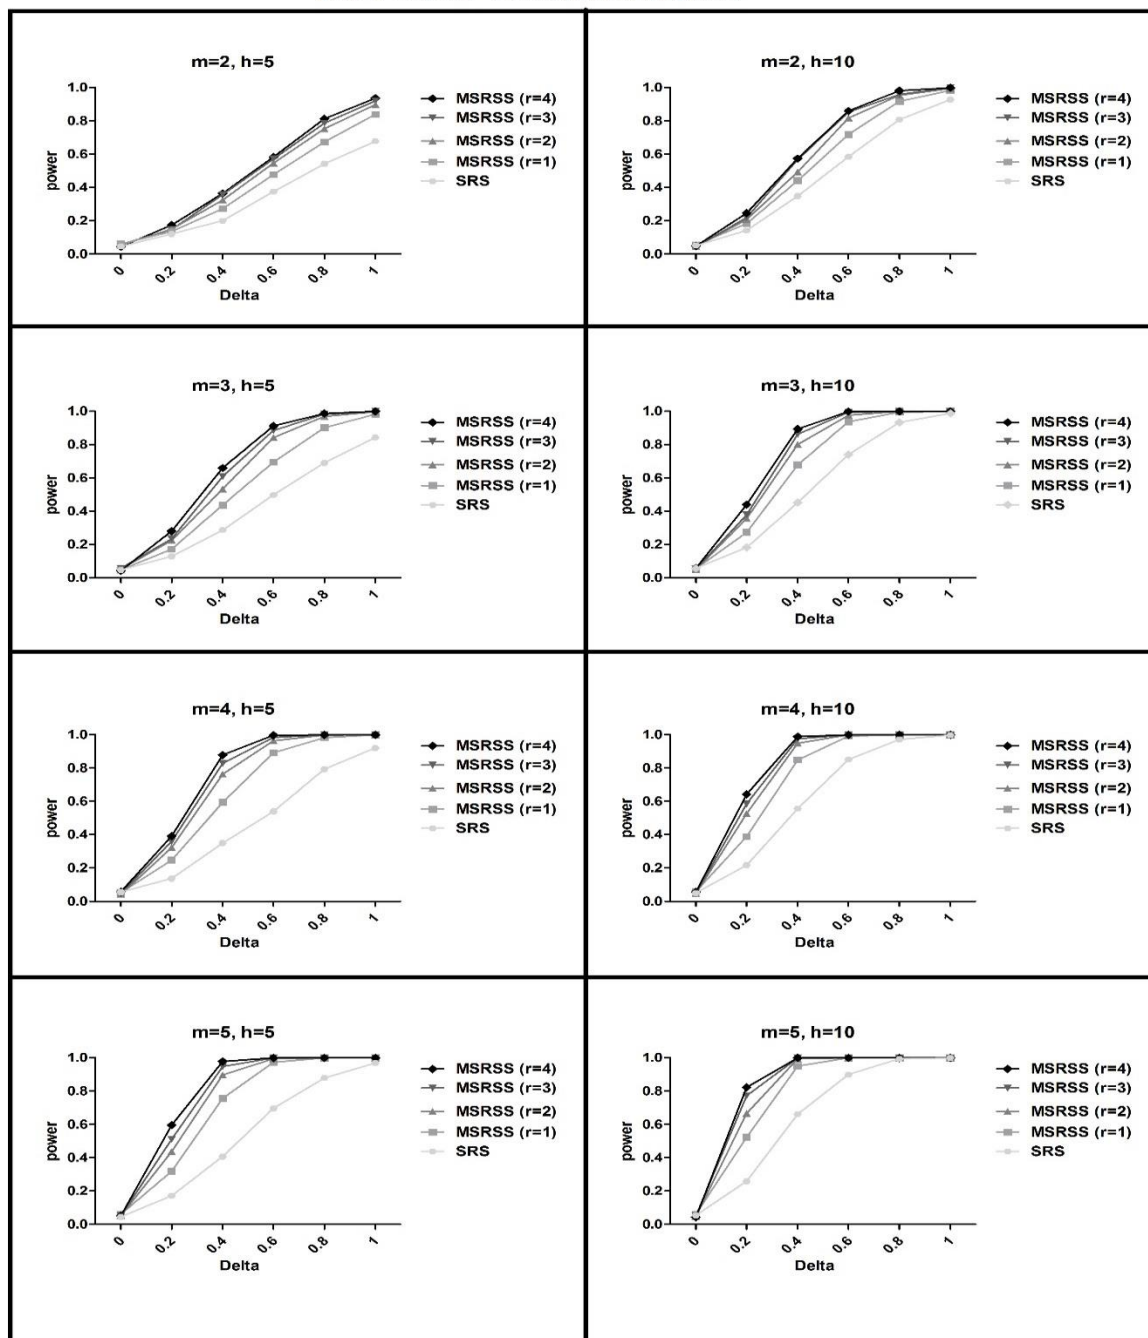 m=2, h=5
1.0
0.8
0.6
0.4
0.2
0.0
power
0
0.2
0.4
0.6
0.8
1
Delta
MSRSS (r=4)
MSRSS (r=3)
MSRSS (r=2)
MSRSS (r=1)
SRS
m=2, h=10
1.0
0.8
0.6
0.4
0.2
0.0
power
0
0.2
0.4
0.6
0.8
1
Delta
MSRSS (r=4)
MSRSS (r=3)
MSRSS (r=2)
MSRSS (r=1)
SRS
m=3, h=5
1.0
0.8
0.6
0.4
0.2
0.0
power
0
0.2
0.4
0.6
0.8
1
Delta
MSRSS (r=4)
MSRSS (r=3)
MSRSS (r=2)
MSRSS (r=1)
SRS
m=3, h=10
1.0
0.8
0.6
0.4
0.2
0.0
power
0
0.2
0.4
0.6
0.8
1
Delta
MSRSS (r=4)
MSRSS (r=3)
MSRSS (r=2)
MSRSS (r=1)
SRS
m=4, h=5
1.0
0.8
0.6
0.4
0.2
0.0
power
0
0.2
0.4
0.6
0.8
1
Delta
MSRSS (r=4)
MSRSS (r=3)
MSRSS (r=2)
MSRSS (r=1)
SRS
m=4, h=10
1.0
0.8
0.6
0.4
0.2
0.0
power
0
0.2
0.4
0.6
0.8
1
Delta
MSRSS (r=4)
MSRSS (r=3)
MSRSS (r=2)
MSRSS (r=1)
SRS
m=5, h=5
1.0
0.8
0.6
0.4
0.2
0.0
power
0
0.2
0.4
0.6
0.8
1
Delta
MSRSS (r=4)
MSRSS (r=3)
MSRSS (r=2)
MSRSS (r=1)
SRS
m=5, h=10
1.0
0.8
0.6
0.4
0.2
0.0
power
0
0.2
0.4
0.6
0.8
1
Delta
MSRSS (r=4)
MSRSS (r=3)
MSRSS (r=2)
MSRSS (r=1)
SRS